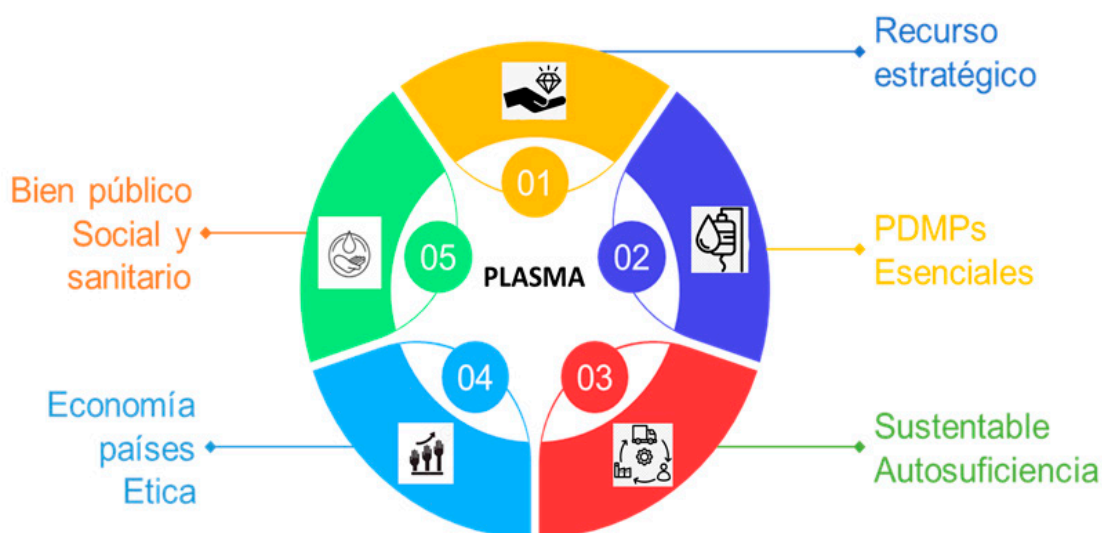 Recurso
estratégico
01
Bien público
Social y
sanitario
05
02
PLASMA
PDMPs
Esenciales
04
03
Economía
países
Etica
Sustentable
Autosuficiencia